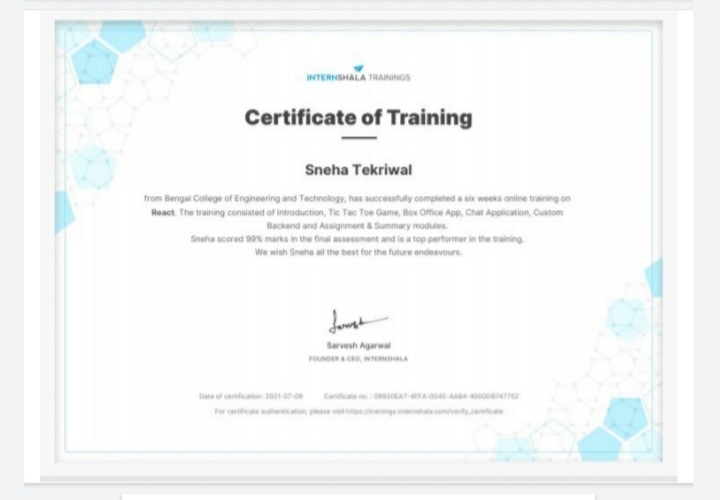 INTERNSHALA TRAININGS
Certificate of Training
Sneha Tekriwal
from Bengal College of Engineering and Technology, has successfully completed a six weeks online training on
React. The training consisted of Introduction, Tic Tac Toe Game, Box Office App, Chat Application, Custom
Backend and Assignment & Summary modules.
Sneha scored 99% marks in the final assessment and is a top performer in the training.
We wish Sneha all the best for the future endeavours.
Sarvesh Agarwal
FOUNDER & CEO, INTERNSHALA
Date of certification: 2021-07-09 Certificate no. :
For certificate authentication, please visit https://trainings.internshala.com/verify_certificate